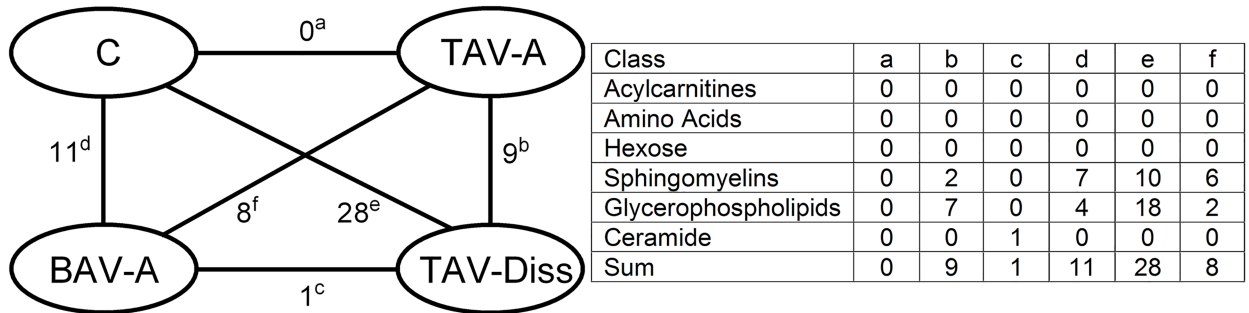 C 0a TAV-A
11d 9b
8f 28e
BAV-A 1c TAV-Diss
Class a b c d e f
Acylcarnitines 0 0 0 0 0 0
Amino Acids 0 0 0 0 0 0
Hexose 0 0 0 0 0 0
Sphingomyelins 0 2 0 7 10 6
Glycerophospholipids 0 7 0 4 18 2
Ceramide 0 0 1 0 0 0
Sum 0 9 1 11 28 8